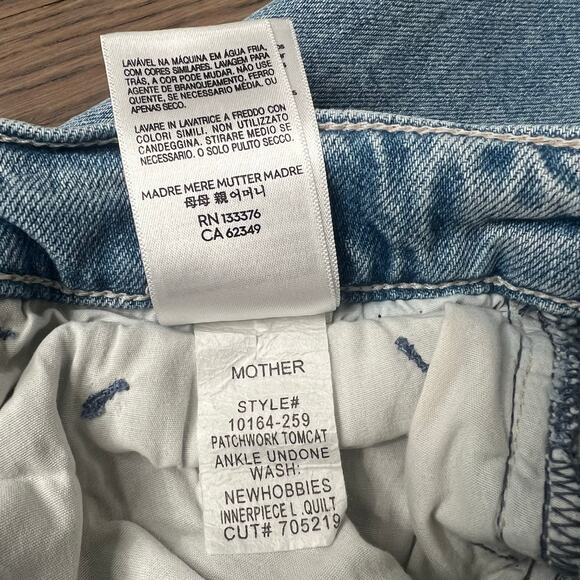 LAVÁVEL NA MÁQUINA EM ÁGUA FRIA,
COM CORES SIMILARES. LAVAGEM PARA
TRÁS, A COR PODE MUDAR. NÃO USE
AGENTE DE BRANQUEAMENTO. FERRO
QUENTE, SE NECESSARIO MÉDIA, OU
APENAS SECO.
LAVARE IN LAVATRICE A FREDDO CON
COLORI SIMILI. NON UTILIZZATO
CANDEGGINA. STIRARE MEDIO SE
NECESSARIO. O SOLO PULITO SECCO.
MADRE MERE MUTTER MADRE
母母 親 어머니
RN 133376
CA 62349
MOTHER
STYLE#
10164-259
PATCHWORK TOMCAT
ANKLE UNDONE
WASH:
NEWHOBBIES
INNERPIECE L .QUILT
CUT# 705219